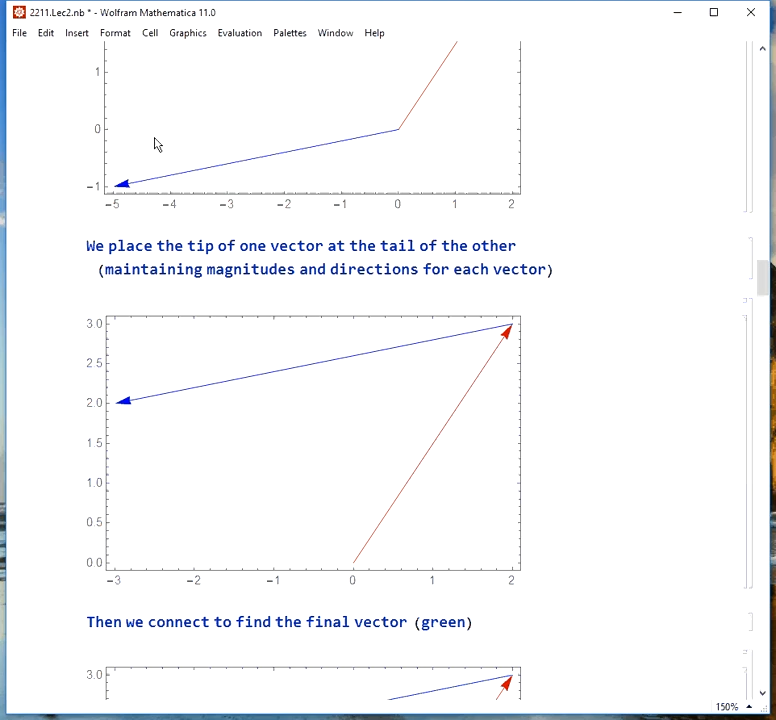 2211.Lec2.nb * - Wolfram Mathematica 11.0
File Edit Insert Format Cell Graphics Evaluation Palettes Window Help
1
0
-1
-5 -4 -3 -2 -1 0 1 2
We place the tip of one vector at the tail of the other
(maintaining magnitudes and directions for each vector)
3.0
2.5
2.0
1.5
1.0
0.5
0.0
-3 -2 -1 0 1 2
Then we connect to find the final vector (green)
3.0
150%